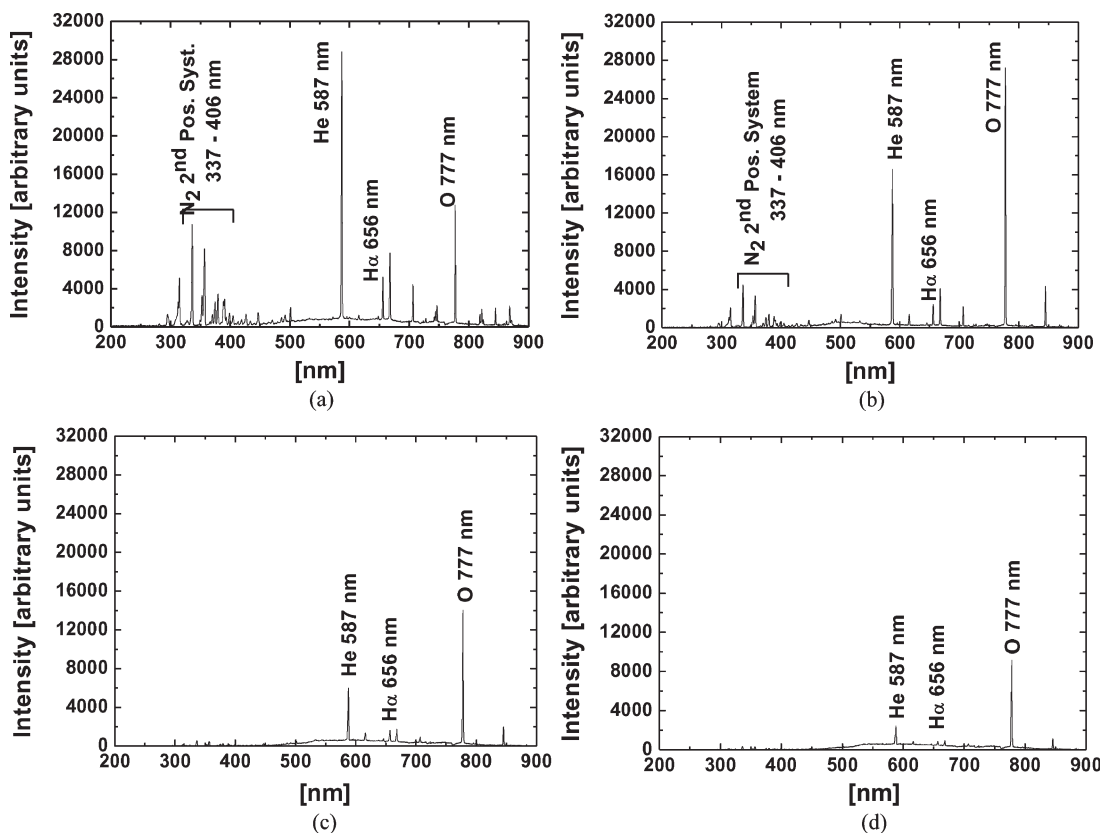 Intensity [arbitrary units]
32000
28000
24000
20000
16000
12000
8000
4000
0
N2 2nd Pos. Syst.
337 - 406 nm
He 587 nm
Hα 656 nm
O 777 nm
200 300 400 500 600 700 800 900
[nm]
(a)
Intensity [arbitrary units]
32000
28000
24000
20000
16000
12000
8000
4000
0
N2 2nd Pos. System
337 - 406 nm
He 587 nm
Hα 656 nm
O 777 nm
200 300 400 500 600 700 800 900
[nm]
(b)
Intensity [arbitrary units]
32000
28000
24000
20000
16000
12000
8000
4000
0
He 587 nm
Hα 656 nm
O 777 nm
200 300 400 500 600 700 800 900
[nm]
(c)
Intensity [arbitrary units]
32000
28000
24000
20000
16000
12000
8000
4000
0
He 587 nm
Hα 656 nm
O 777 nm
200 300 400 500 600 700 800 900
[nm]
(d)